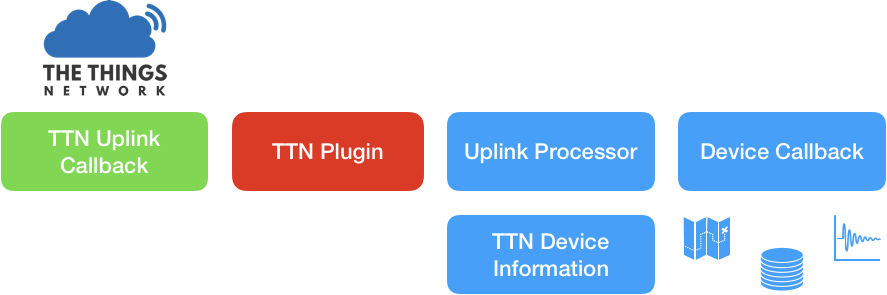 THE THINGS
NETWORK
TTN Uplink
Callback
TTN Plugin
Uplink Processor
Device Callback
TTN Device
Information